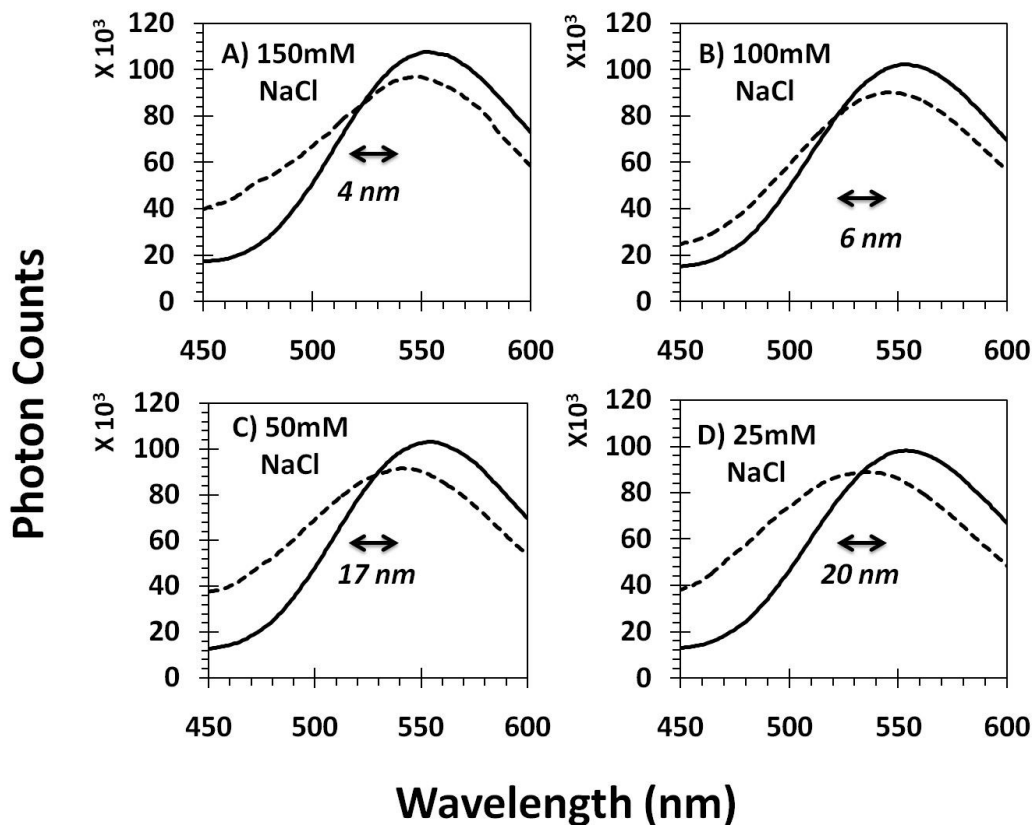 Photon Counts
X 10³
120
100
80
60
40
20
0
A) 150mM
NaCl
4 nm
450 500 550 600
X10³
120
100
80
60
40
20
0
B) 100mM
NaCl
6 nm
450 500 550 600
X 10³
120
100
80
60
40
20
0
C) 50mM
NaCl
17 nm
450 500 550 600
X10³
120
100
80
60
40
20
0
D) 25mM
NaCl
20 nm
450 500 550 600
Wavelength (nm)